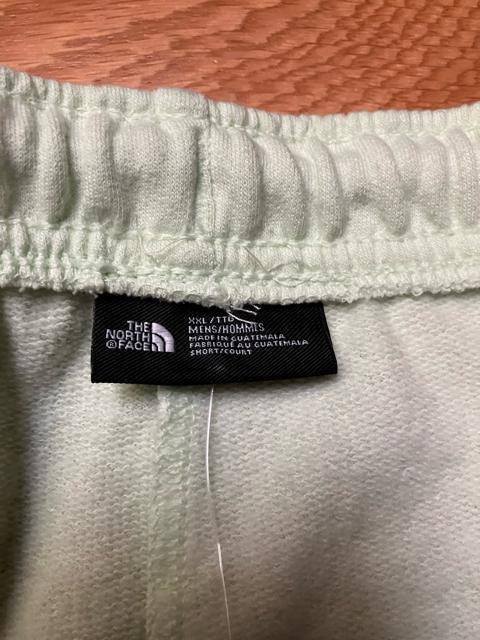 THE
NORTH
®FACE
XXL / TTG
MENS/HOMMES
MADE IN GUATEMALA
FABRIQUÉ AU GUATEMALA
SHORT/COURT